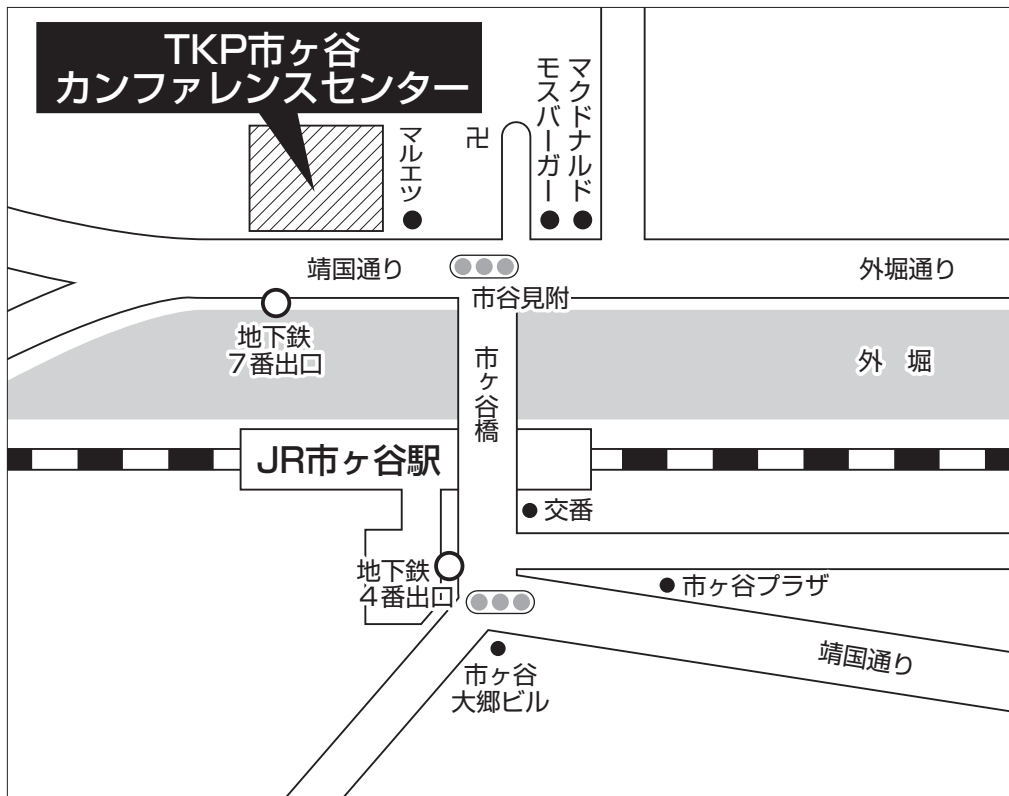 TKP市ヶ谷
カンファレンスセンター
マルエツ
卍
モスバーガー
マクドナルド
靖国通り
外堀通り
市谷見附
地下鉄
7番出口
市ヶ谷橋
外 堀
JR市ヶ谷駅
交番
地下鉄
4番出口
市ヶ谷プラザ
靖国通り
市ヶ谷
大郷ビル